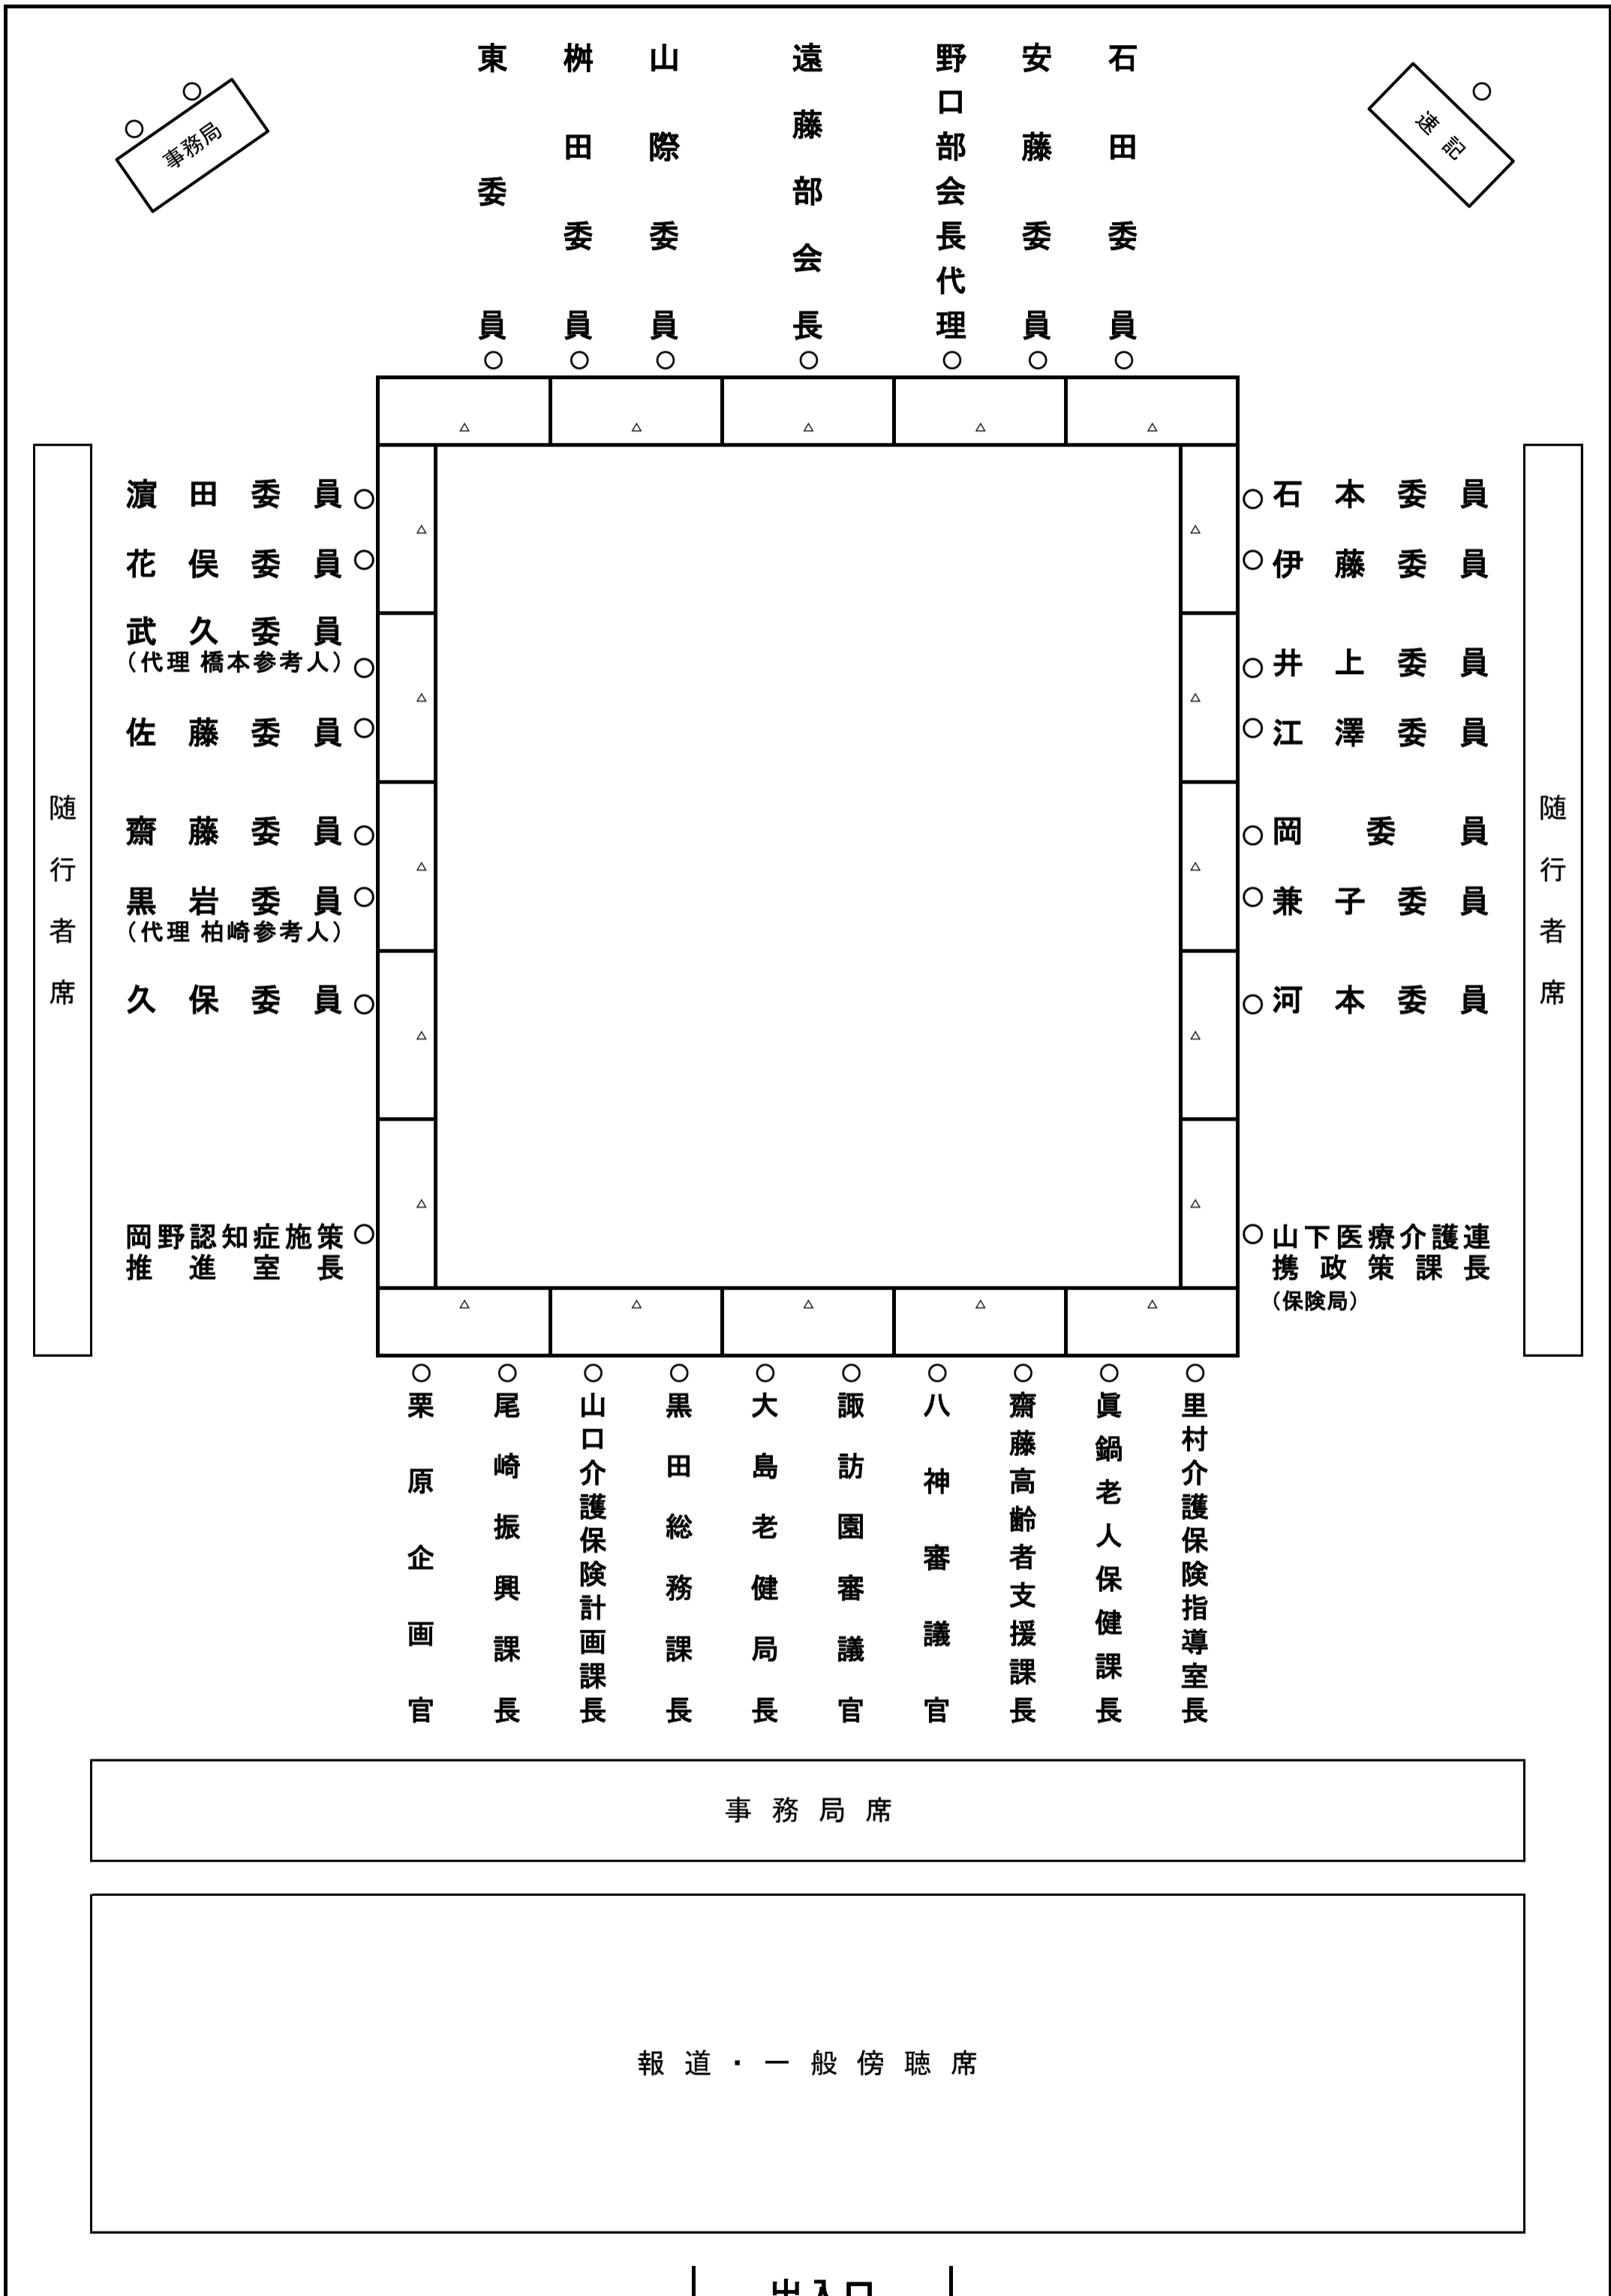 事務局
速記
東委員
桝田委員
山際委員
遠藤部会長
野口部会長代理
安藤委員
石田委員
濵田委員
花俣委員
武久委員
（代理 橋本参考人）
佐藤委員
齋藤委員
黒岩委員
（代理 柏崎参考人）
久保委員
岡野認知症施策
推進室長
随行者席
石本委員
伊藤委員
井上委員
江澤委員
岡委員
兼子委員
河本委員
山下医療介護連
携政策課長
（保険局）
随行者席
栗原企画官
尾崎振興課長
山口介護保険計画課長
黒田総務課長
大島老健局長
諏訪園審議官
八神審議官
齋藤高齢者支援課長
眞鍋老人保健課長
里村介護保険指導室長
事務局席
報道・一般傍聴席
出入口